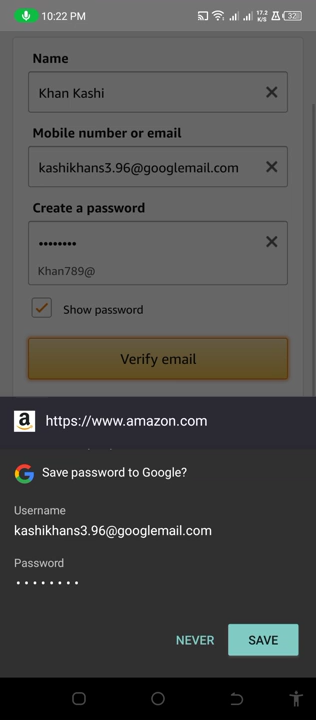 10:22 PM
17.2
K/S
32
Name
Khan Kashi
Mobile number or email
kashikhans3.96@googlemail.com
Create a password
••••••••
Khan789@
Show password
Verify email
a https://www.amazon.com
G Save password to Google?
Username
kashikhans3.96@googlemail.com
Password
••••••••
NEVER SAVE